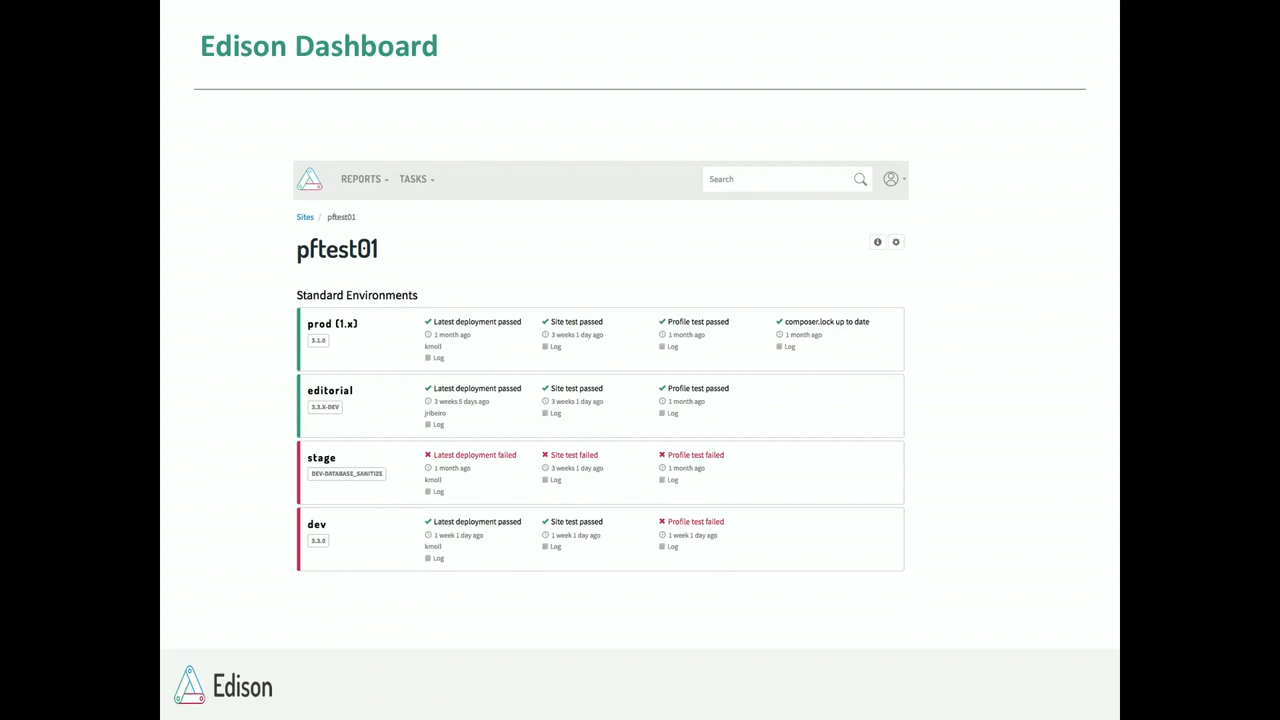 Edison Dashboard
REPORTS TASKS Search
Sites / pftest01
pftest01
Standard Environments
prod (1.x)
3.1.0
Latest deployment passed
1 month ago
kmoll
Log
Site test passed
3 weeks 1 day ago
Log
Profile test passed
1 month ago
Log
composer.lock up to date
1 month ago
Log
editorial
3.3.X-DEV
Latest deployment passed
3 weeks 5 days ago
jribeiro
Log
Site test passed
3 weeks 1 day ago
Log
Profile test passed
1 month ago
Log
stage
DEV-DATABASE_SANITIZE
Latest deployment failed
1 month ago
kmoll
Log
Site test failed
3 weeks 1 day ago
Log
Profile test failed
1 month ago
Log
dev
3.3.0
Latest deployment passed
1 week 1 day ago
kmoll
Log
Site test passed
1 week 1 day ago
Log
Profile test failed
1 week 1 day ago
Log
Edison